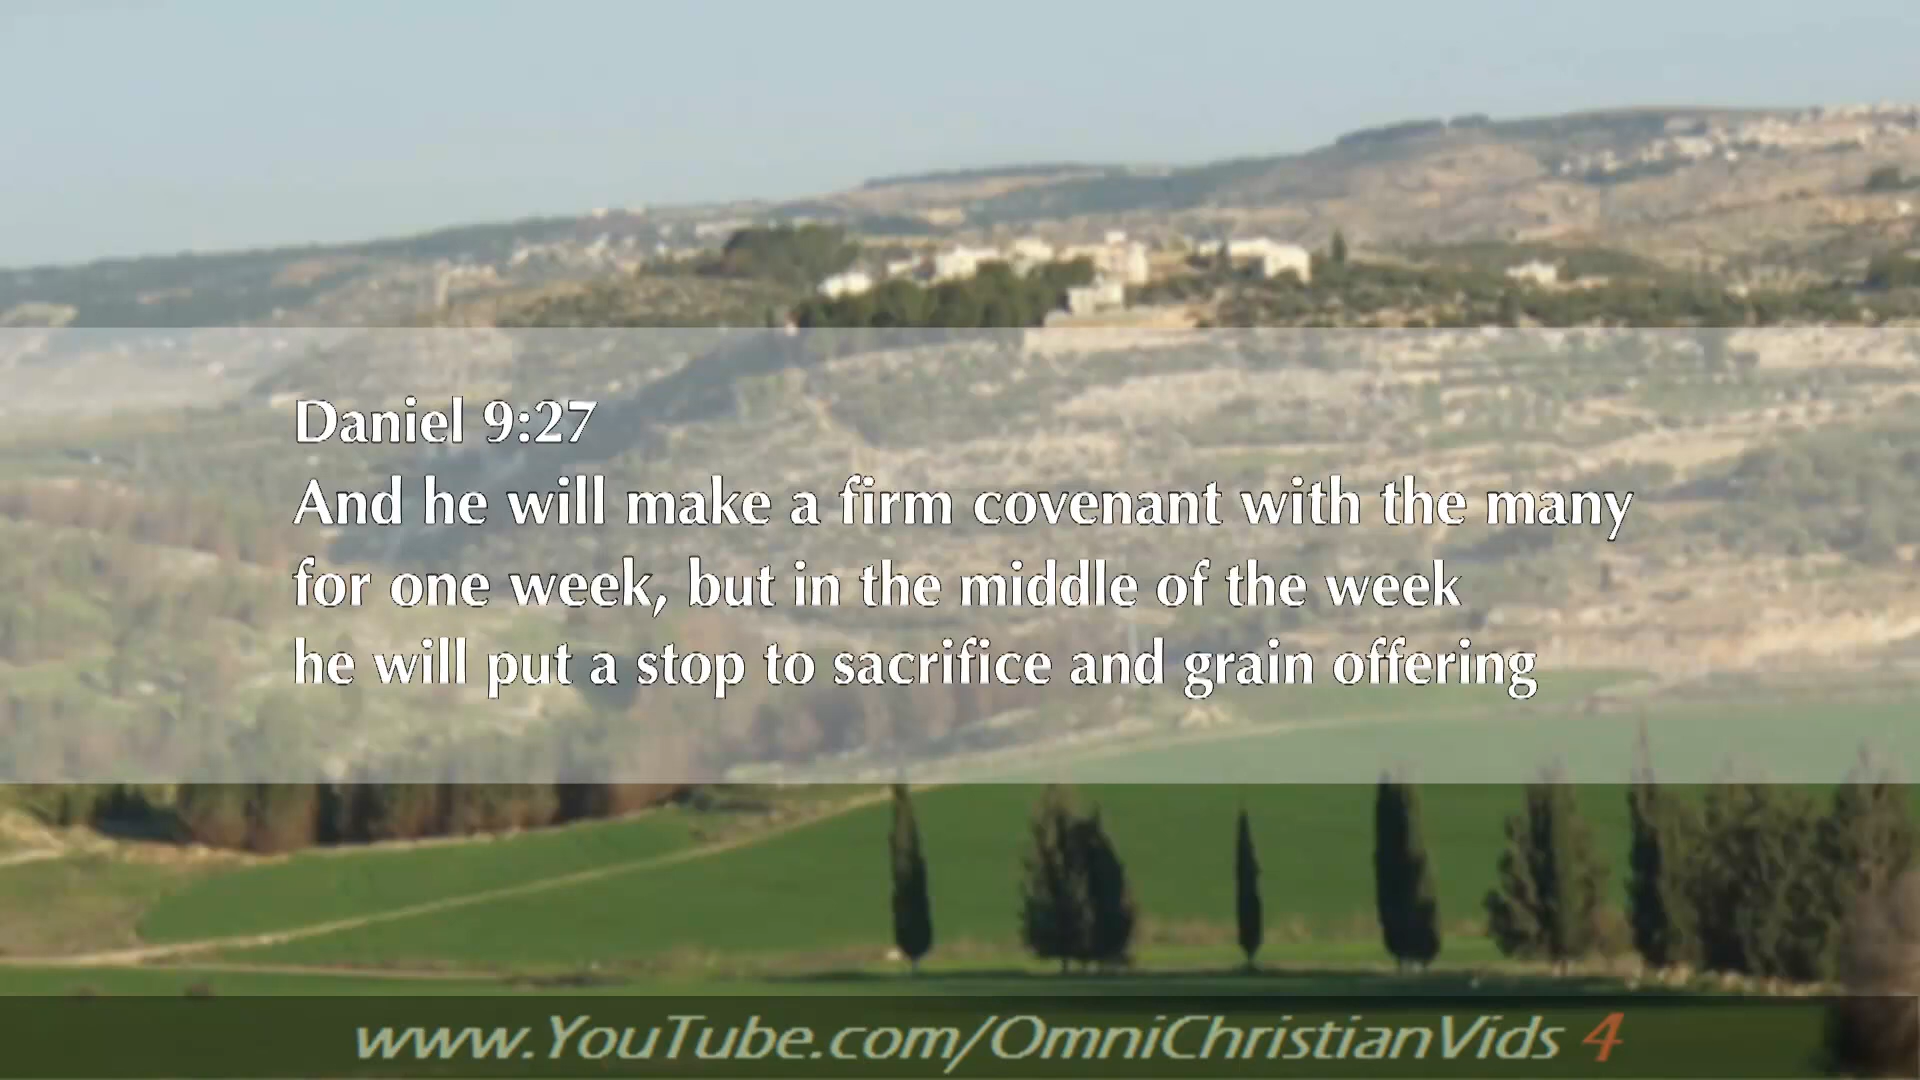 Daniel 9:27
And he will make a firm covenant with the many
for one week, but in the middle of the week
he will put a stop to sacrifice and grain offering
www.YouTube.com/OmniChristianVids 4